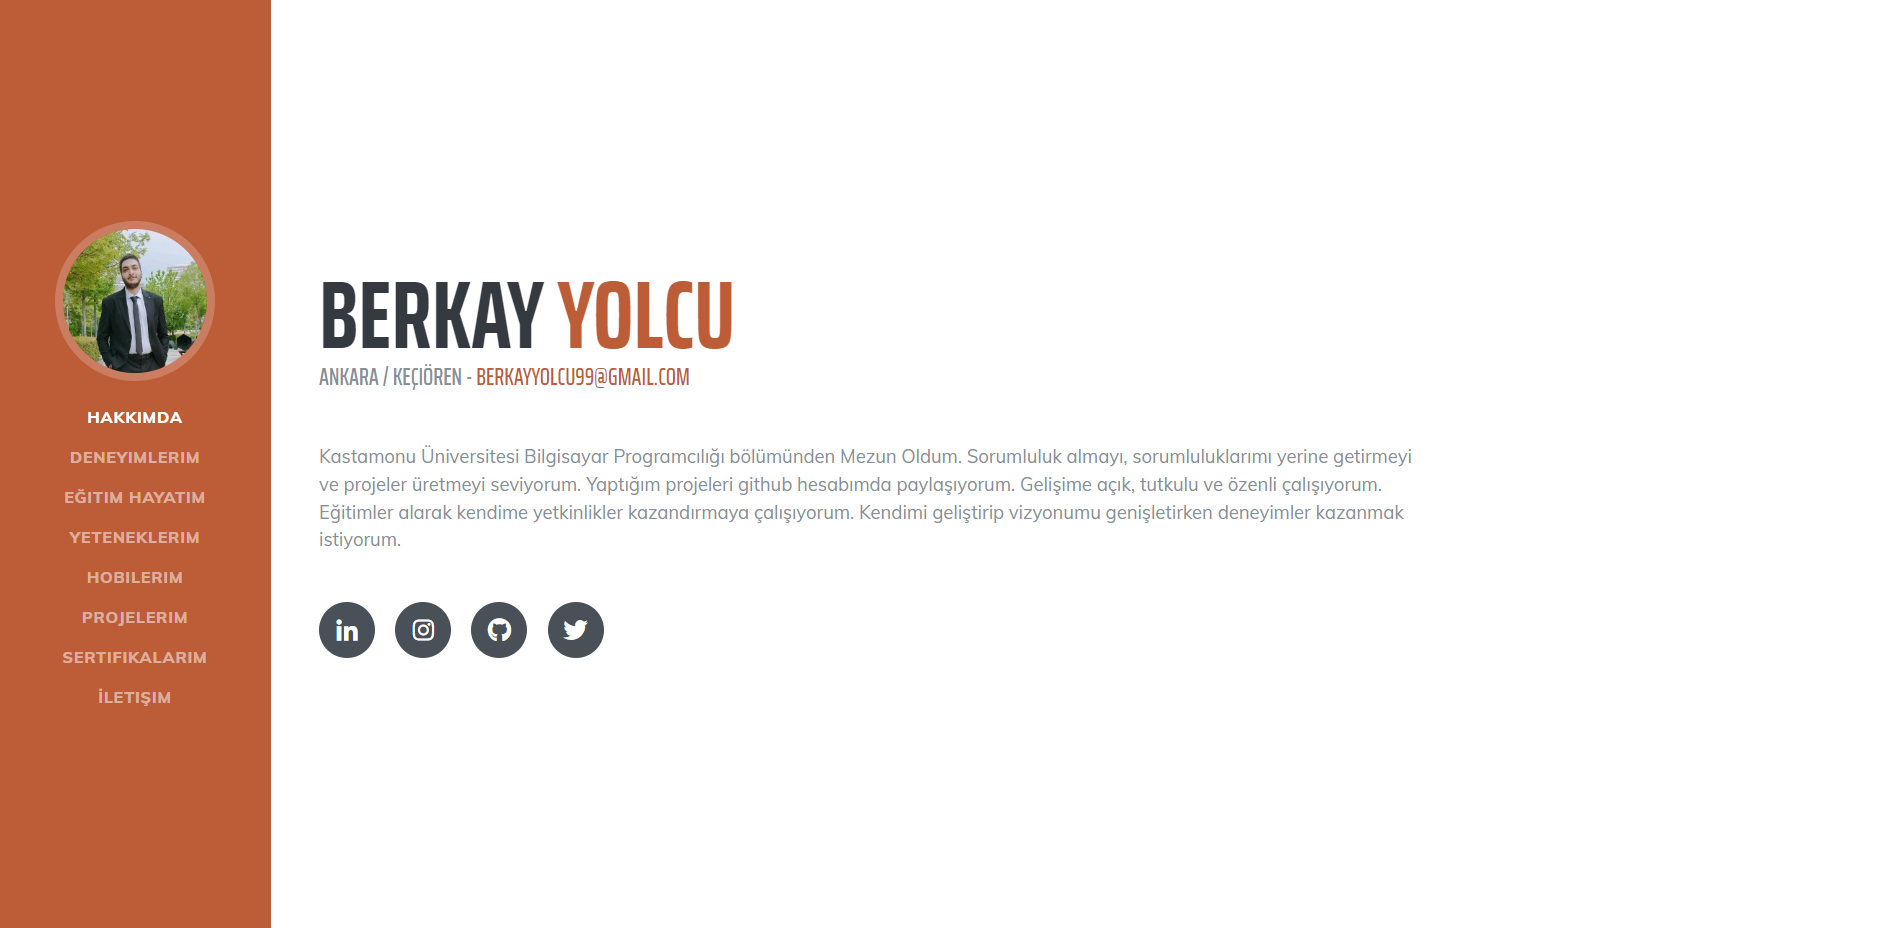 HAKKIMDA
DENEYIMLERIM
EĞITIM HAYATIM
YETENEKLERIM
HOBILERIM
PROJELERIM
SERTIFIKALARIM
İLETIŞIM
BERKAY YOLCU
ANKARA / KEÇIÖREN - BERKAYYOLCU99@GMAIL.COM
Kastamonu Üniversitesi Bilgisayar Programcılığı bölümünden Mezun Oldum. Sorumluluk almayı, sorumluluklarımı yerine getirmeyi
ve projeler üretmeyi seviyorum. Yaptığım projeleri github hesabımda paylaşıyorum. Gelişime açık, tutkulu ve özenli çalışıyorum.
Eğitimler alarak kendime yetkinlikler kazandırmaya çalışıyorum. Kendimi geliştirip vizyonumu genişletirken deneyimler kazanmak
istiyorum.
in